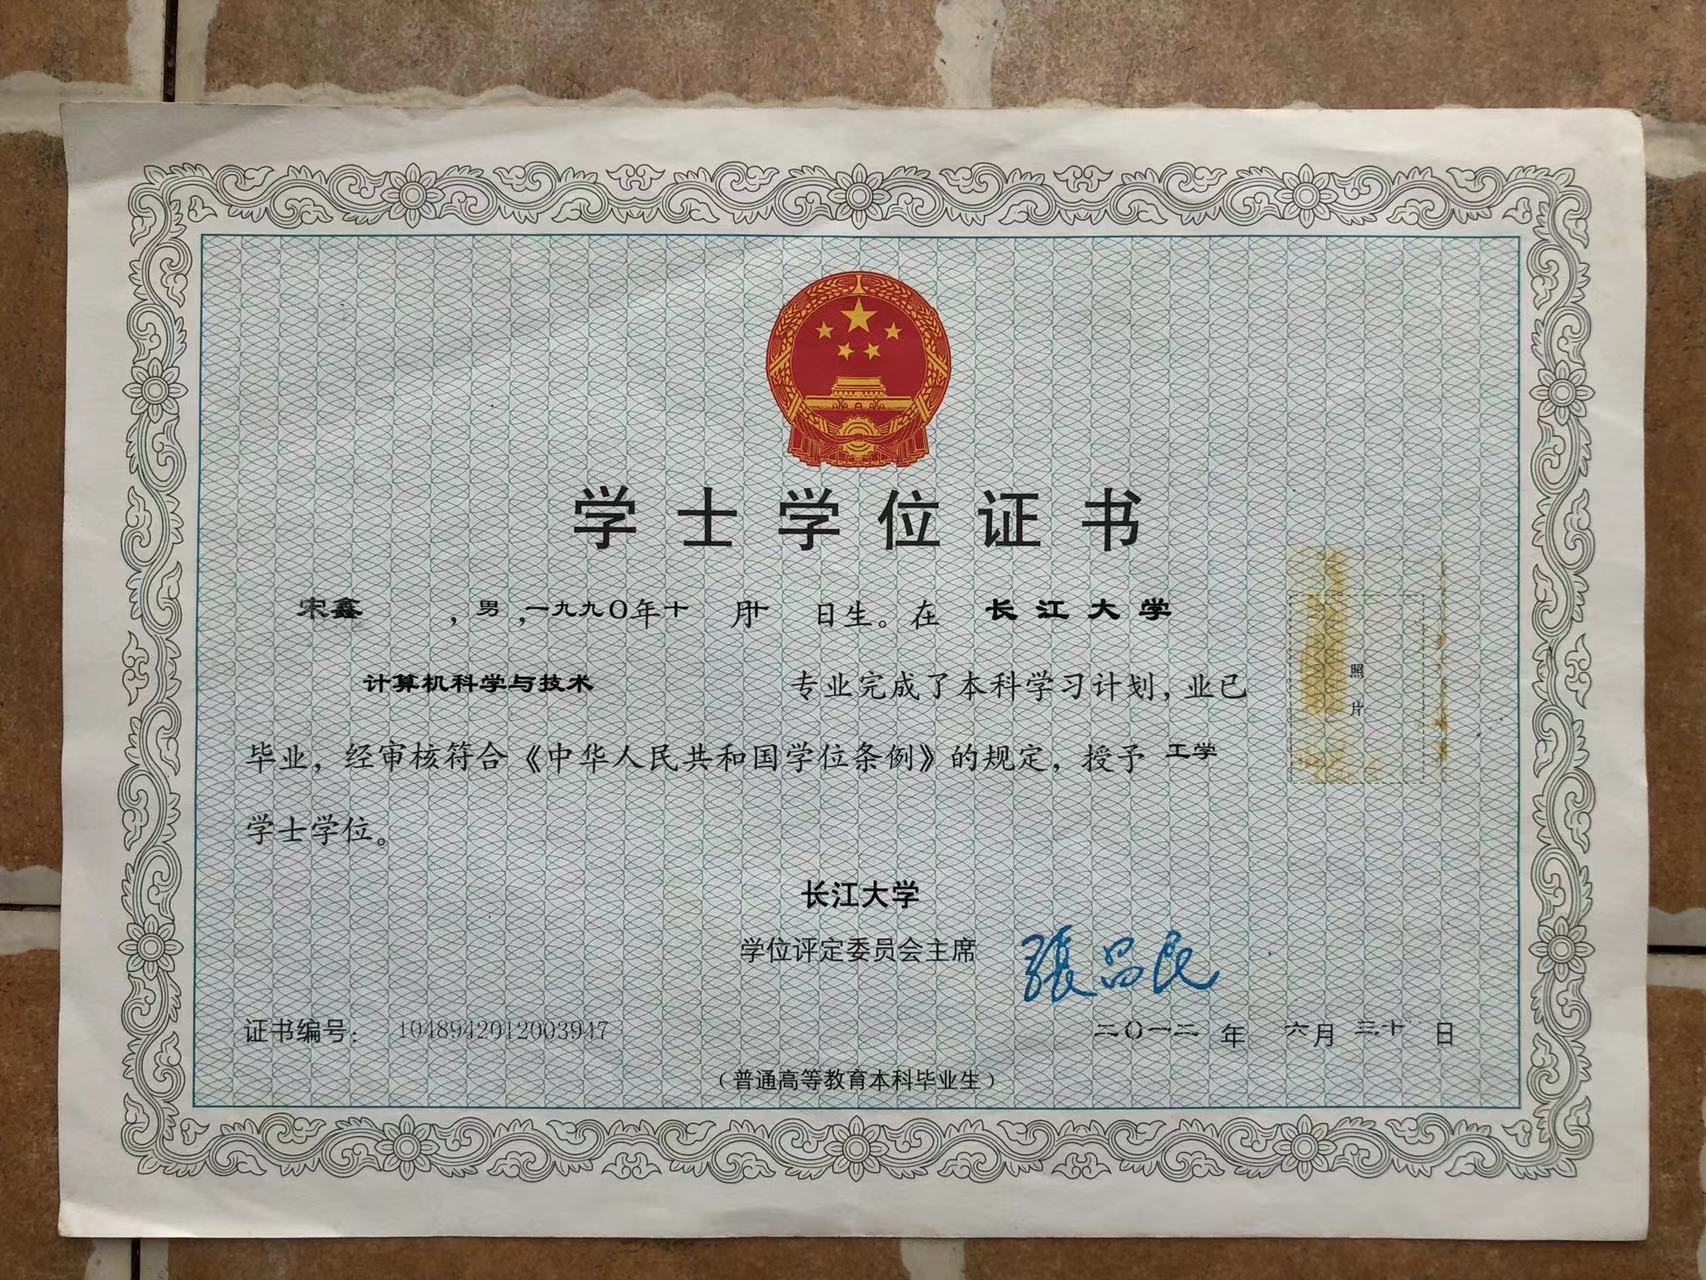 学士学位证书
宋鑫 ，男，一九九〇年十 月十 日生。在 长江大学
计算机科学与技术 专业完成了本科学习计划，业已
毕业，经审核符合《中华人民共和国学位条例》的规定，授予 工学
学士学位。
照片
长江大学
学位评定委员会主席 張昌民
证书编号： 1048942012003947 二〇一二 年 六月 三十 日
（普通高等教育本科毕业生）